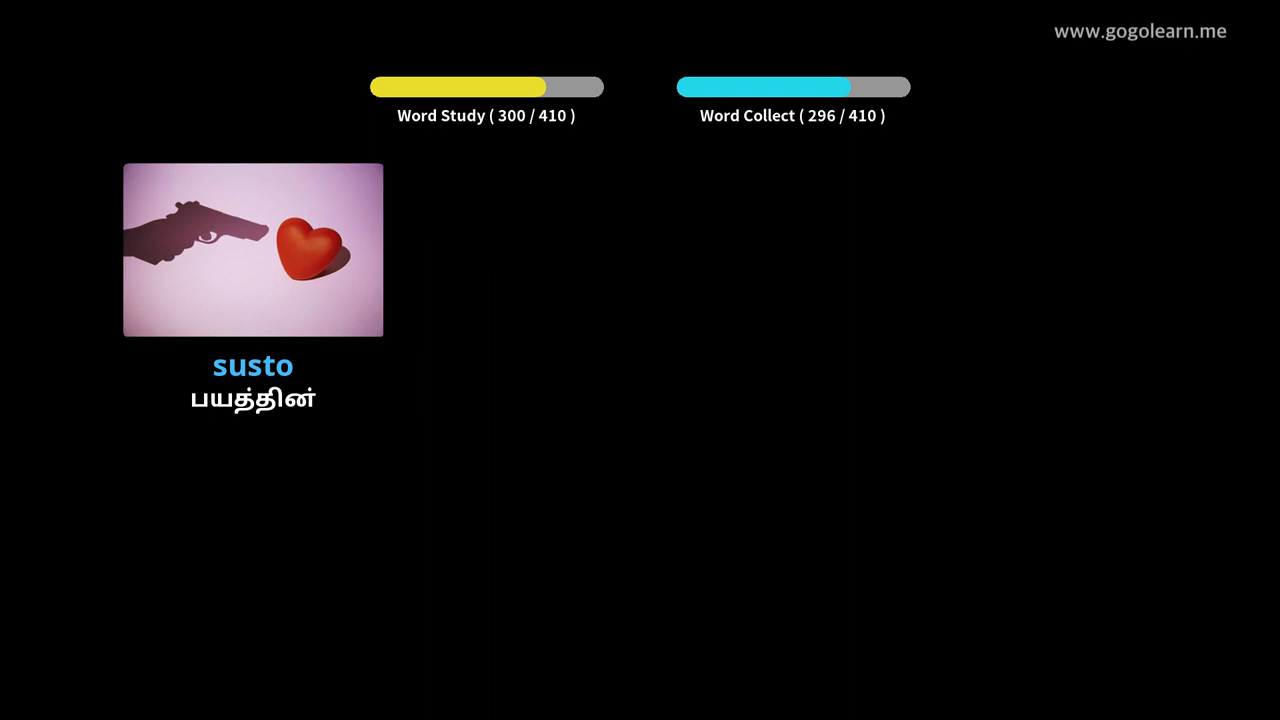 www.gogolearn.me
Word Study ( 300 / 410 )
Word Collect ( 296 / 410 )
susto
பயத்தின்